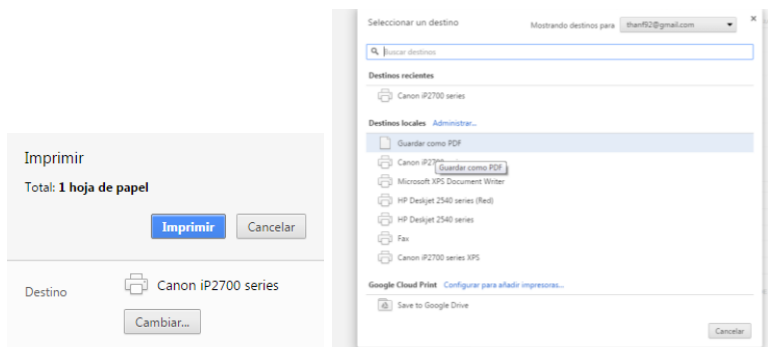 Imprimir
Total: 1 hoja de papel
Imprimir
Cancelar
Destino
Canon iP2700 series
Cambiar...
Seleccionar un destino
Mostrando destinos para
thanfi92@gmail.com
Buscar destinos
Destinos recientes
Canon iP2700 series
Destinos locales Administrar...
Guardar como PDF
Canon iP2700
Guardar como PDF
Microsoft XPS Document Writer
HP Deskjet 2540 series (Red)
HP Deskjet 2540 series
Fax
Canon iP2700 series XPS
Google Cloud Print Configurar para añadir impresoras...
Save to Google Drive
Cancelar